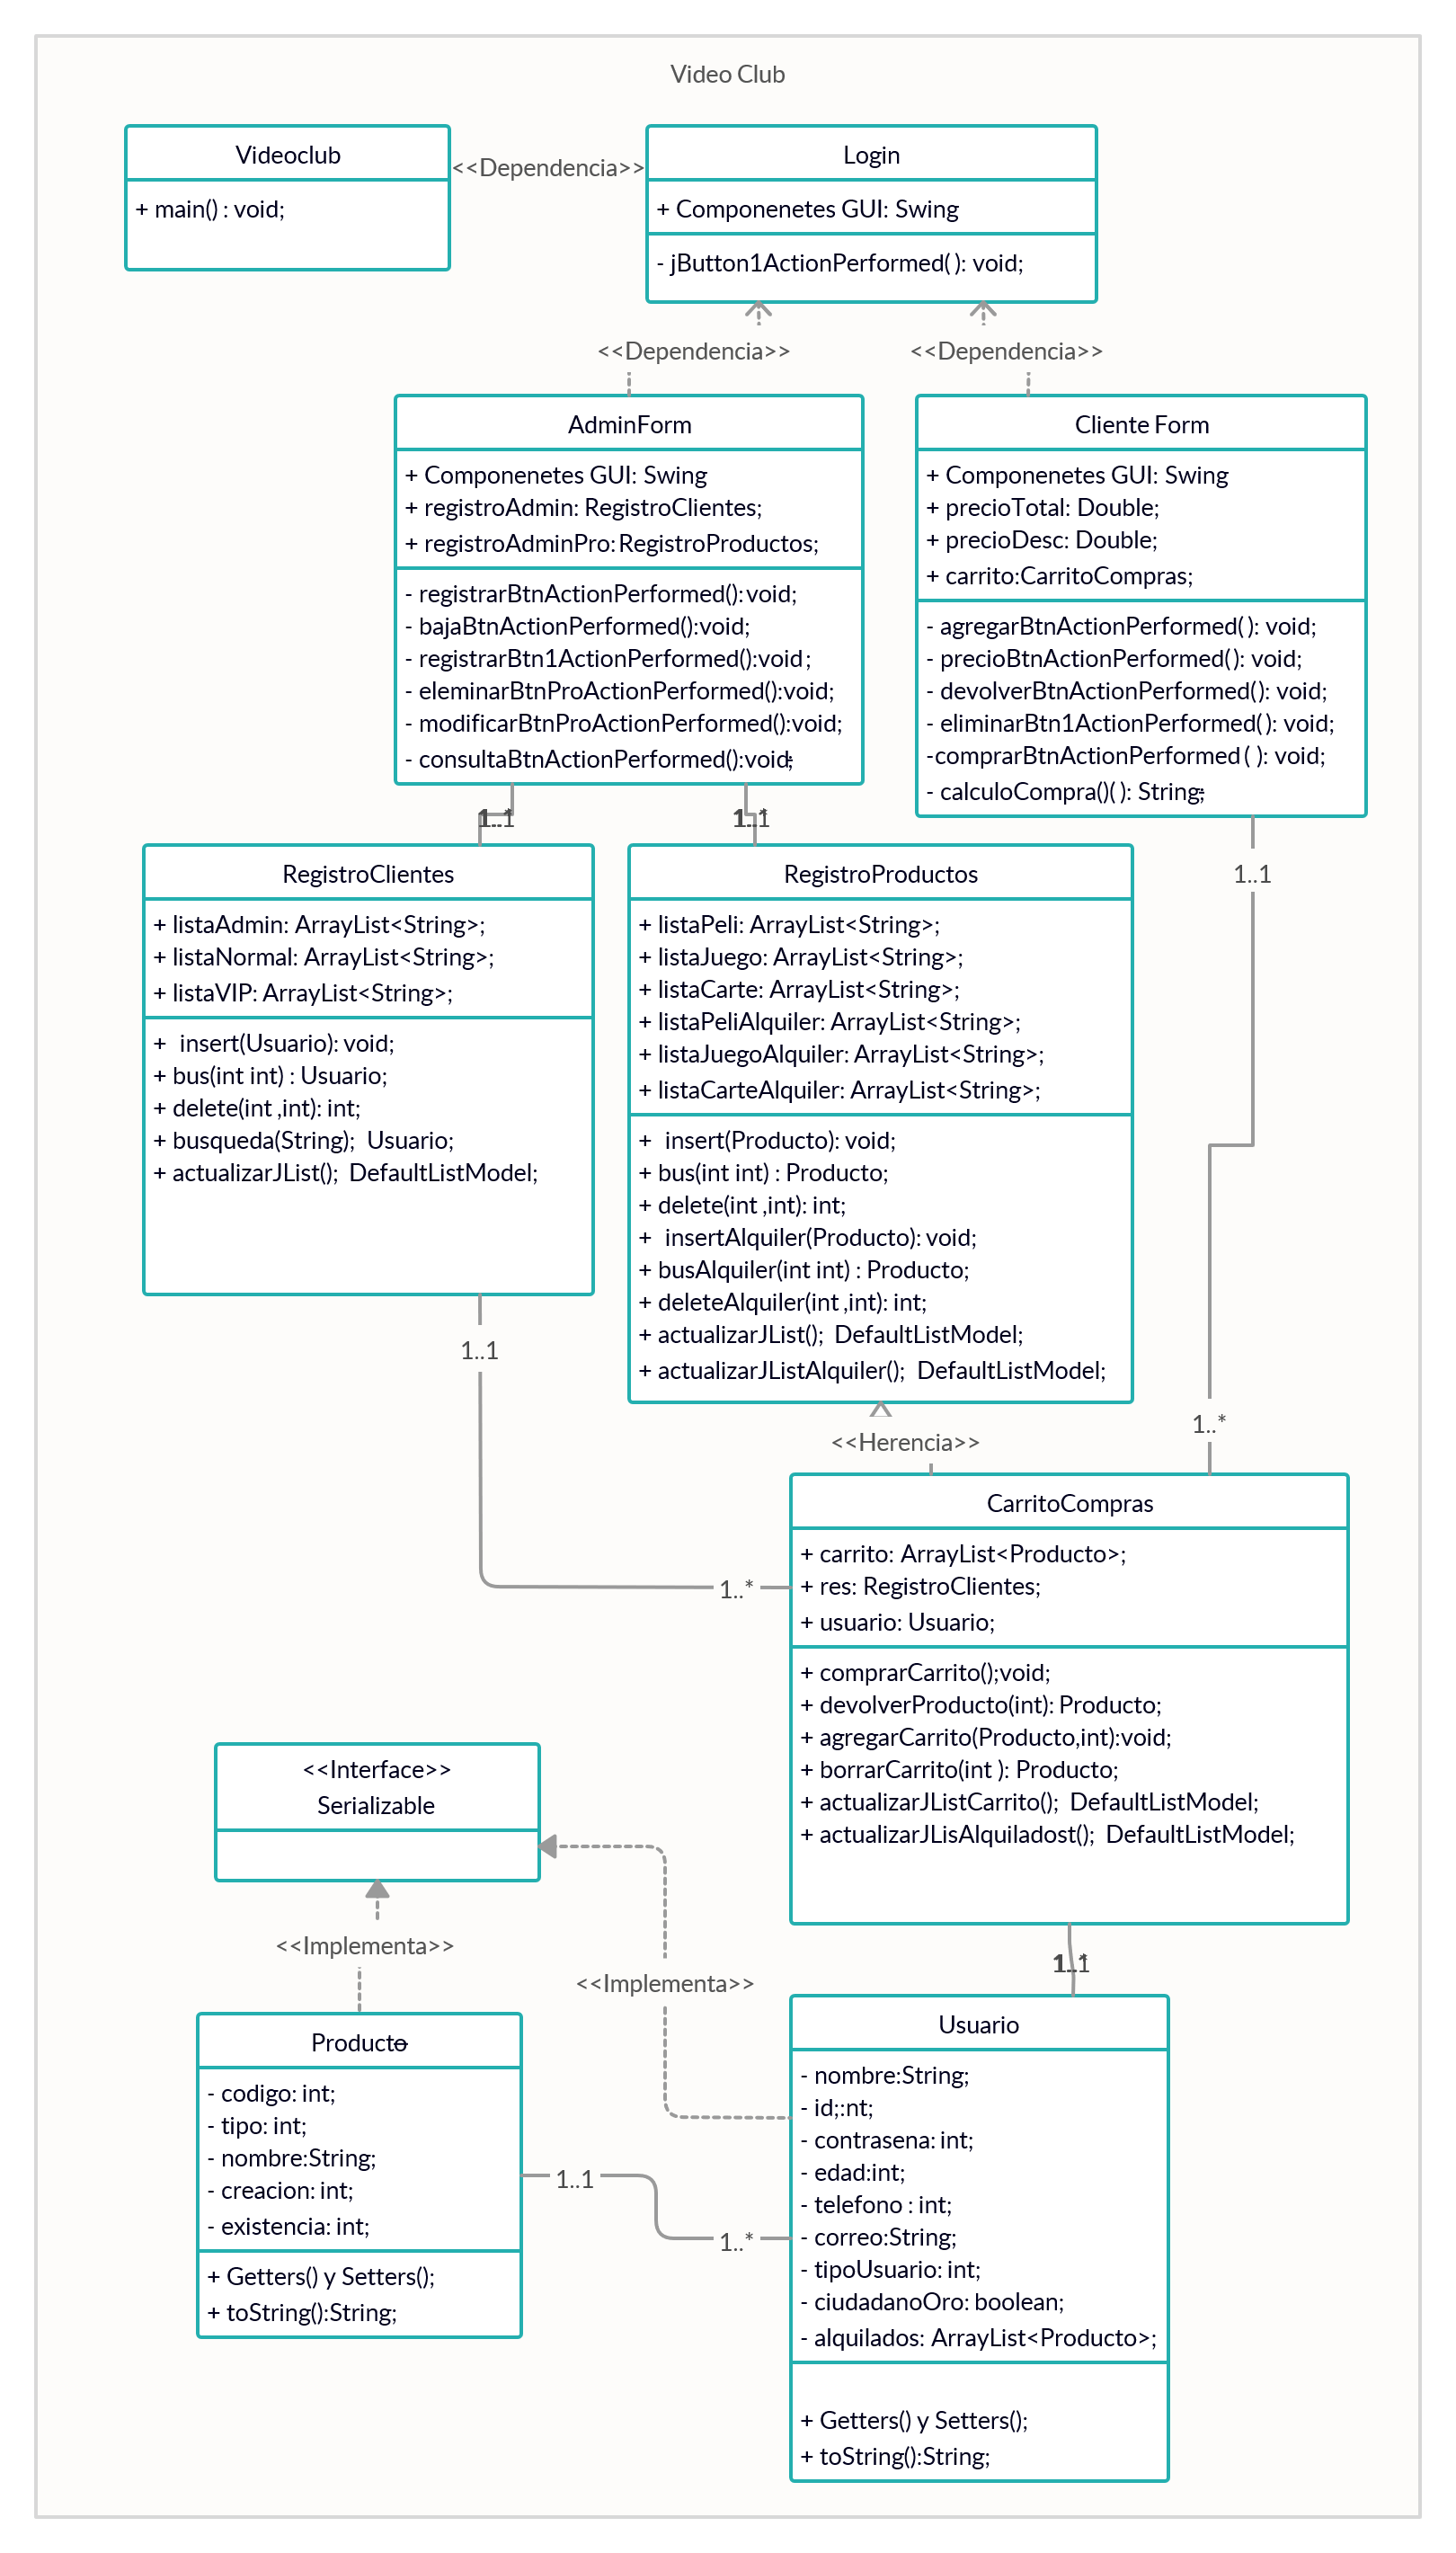 Video Club
Videoclub
+ main() : void;
<<Dependencia>>
Login
+ Componenetes GUI: Swing
- jButton1ActionPerformed( ): void;
<<Dependencia>>
<<Dependencia>>
AdminForm
+ Componenetes GUI: Swing
+ registroAdmin: RegistroClientes;
+ registroAdminPro: RegistroProductos;
- registrarBtnActionPerformed():void;
- bajaBtnActionPerformed():void;
- registrarBtn1ActionPerformed():void;
- eleminarBtnProActionPerformed():void;
- modificarBtnProActionPerformed():void;
- consultaBtnActionPerformed():void;
Cliente Form
+ Componenetes GUI: Swing
+ precioTotal: Double;
+ precioDesc: Double;
+ carrito:CarritoCompras;
- agregarBtnActionPerformed( ): void;
- precioBtnActionPerformed( ): void;
- devolverBtnActionPerformed( ): void;
- eliminarBtn1ActionPerformed( ): void;
-comprarBtnActionPerformed ( ): void;
- calculoCompra()( ): String;
1..*
1..1
1..*
1..1
1..1
RegistroClientes
+ listaAdmin: ArrayList<String>;
+ listaNormal: ArrayList<String>;
+ listaVIP: ArrayList<String>;
+ insert(Usuario): void;
+ bus(int int) : Usuario;
+ delete(int ,int): int;
+ busqueda(String); Usuario;
+ actualizarJList(); DefaultListModel;
RegistroProductos
+ listaPeli: ArrayList<String>;
+ listaJuego: ArrayList<String>;
+ listaCarte: ArrayList<String>;
+ listaPeliAlquiler: ArrayList<String>;
+ listaJuegoAlquiler: ArrayList<String>;
+ listaCarteAlquiler: ArrayList<String>;
+ insert(Producto): void;
+ bus(int int) : Producto;
+ delete(int ,int): int;
+ insertAlquiler(Producto): void;
+ busAlquiler(int int) : Producto;
+ deleteAlquiler(int ,int): int;
+ actualizarJList(); DefaultListModel;
+ actualizarJListAlquiler(); DefaultListModel;
1..1
<<Herencia>>
1..*
1..*
CarritoCompras
+ carrito: ArrayList<Producto>;
+ res: RegistroClientes;
+ usuario: Usuario;
+ comprarCarrito();void;
+ devolverProducto(int): Producto;
+ agregarCarrito(Producto,int):void;
+ borrarCarrito(int ): Producto;
+ actualizarJListCarrito(); DefaultListModel;
+ actualizarJLisAlquiladost(); DefaultListModel;
<<Interface>>
Serializable
<<Implementa>>
<<Implementa>>
1..*
1..1
Producto
- codigo: int;
- tipo: int;
- nombre:String;
- creacion: int;
- existencia: int;
+ Getters() y Setters();
+ toString():String;
1..1
1..*
Usuario
- nombre:String;
- id;:nt;
- contrasena: int;
- edad:int;
- telefono : int;
- correo:String;
- tipoUsuario: int;
- ciudadanoOro: boolean;
- alquilados: ArrayList<Producto>;
+ Getters() y Setters();
+ toString():String;